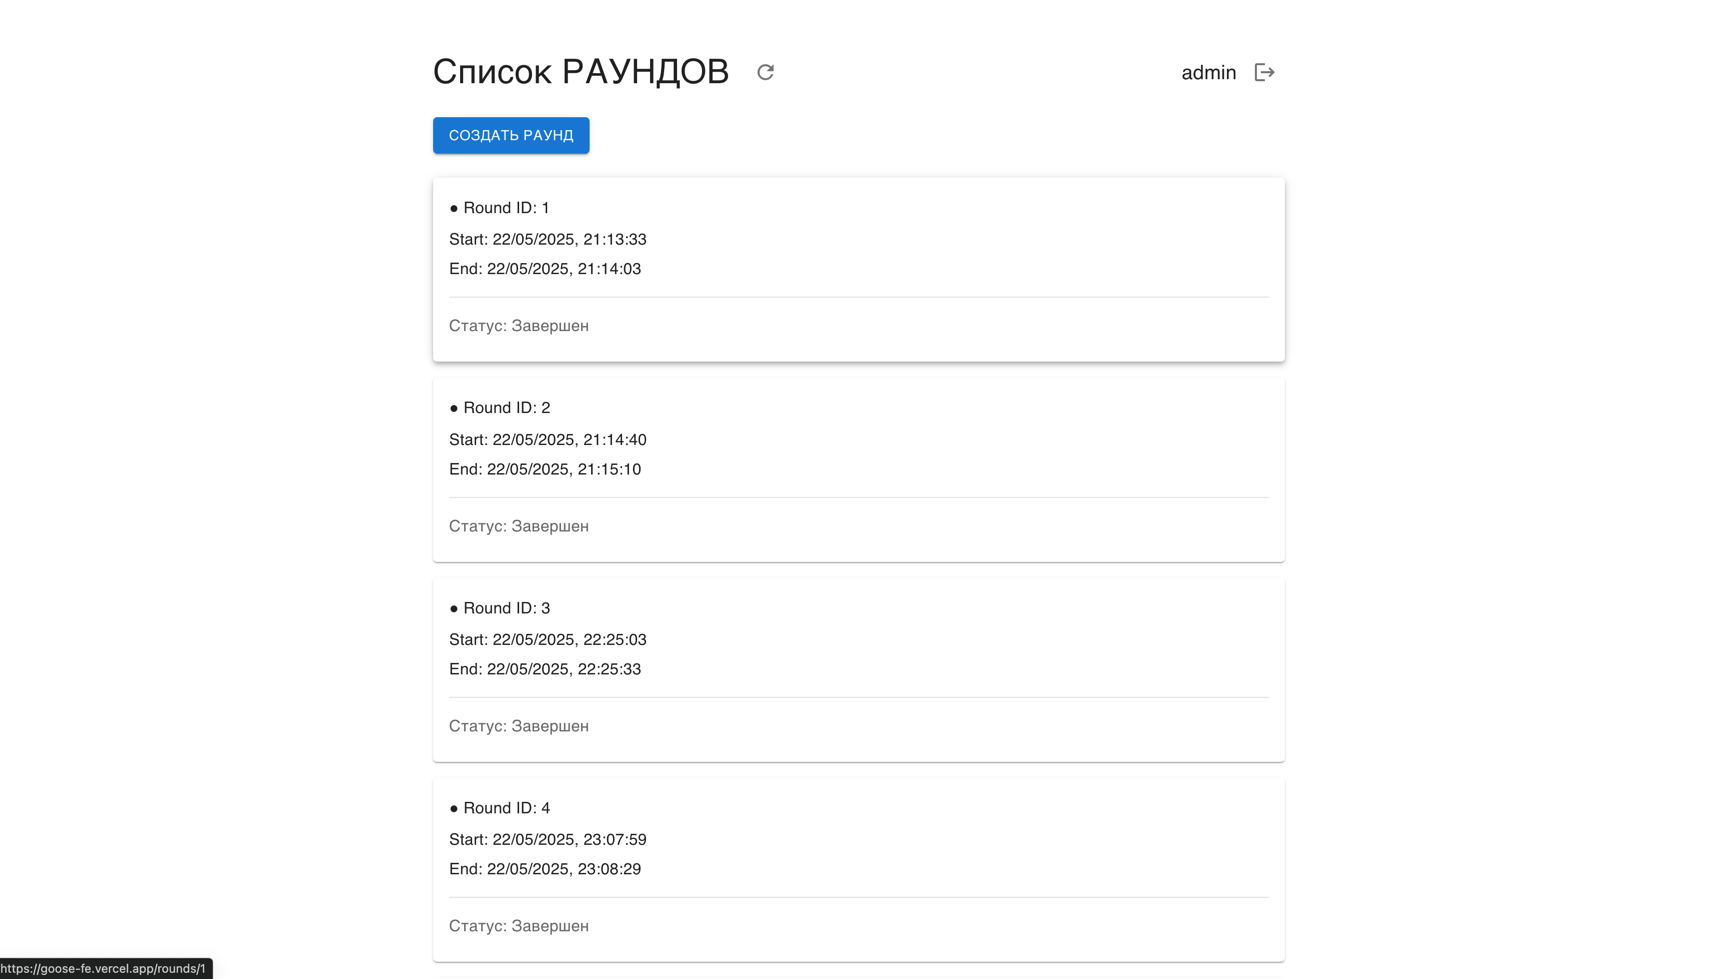 Список РАУНДОВ
admin
СОЗДАТЬ РАУНД
● Round ID: 1
Start: 22/05/2025, 21:13:33
End: 22/05/2025, 21:14:03
Статус: Завершен
● Round ID: 2
Start: 22/05/2025, 21:14:40
End: 22/05/2025, 21:15:10
Статус: Завершен
● Round ID: 3
Start: 22/05/2025, 22:25:03
End: 22/05/2025, 22:25:33
Статус: Завершен
● Round ID: 4
Start: 22/05/2025, 23:07:59
End: 22/05/2025, 23:08:29
Статус: Завершен
https://goose-fe.vercel.app/rounds/1